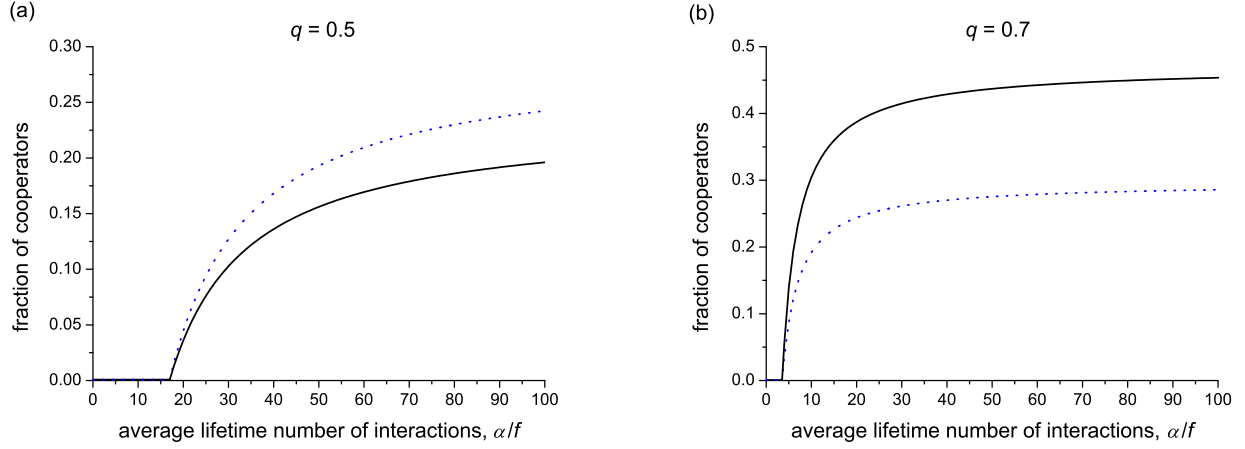 (a)
q = 0.5
0.30
0.25
0.20
0.15
0.10
0.05
0.00
fraction of cooperators
0 10 20 30 40 50 60 70 80 90 100
average lifetime number of interactions, α/f
(b)
q = 0.7
0.5
0.4
0.3
0.2
0.1
0.0
fraction of cooperators
0 10 20 30 40 50 60 70 80 90 100
average lifetime number of interactions, α/f